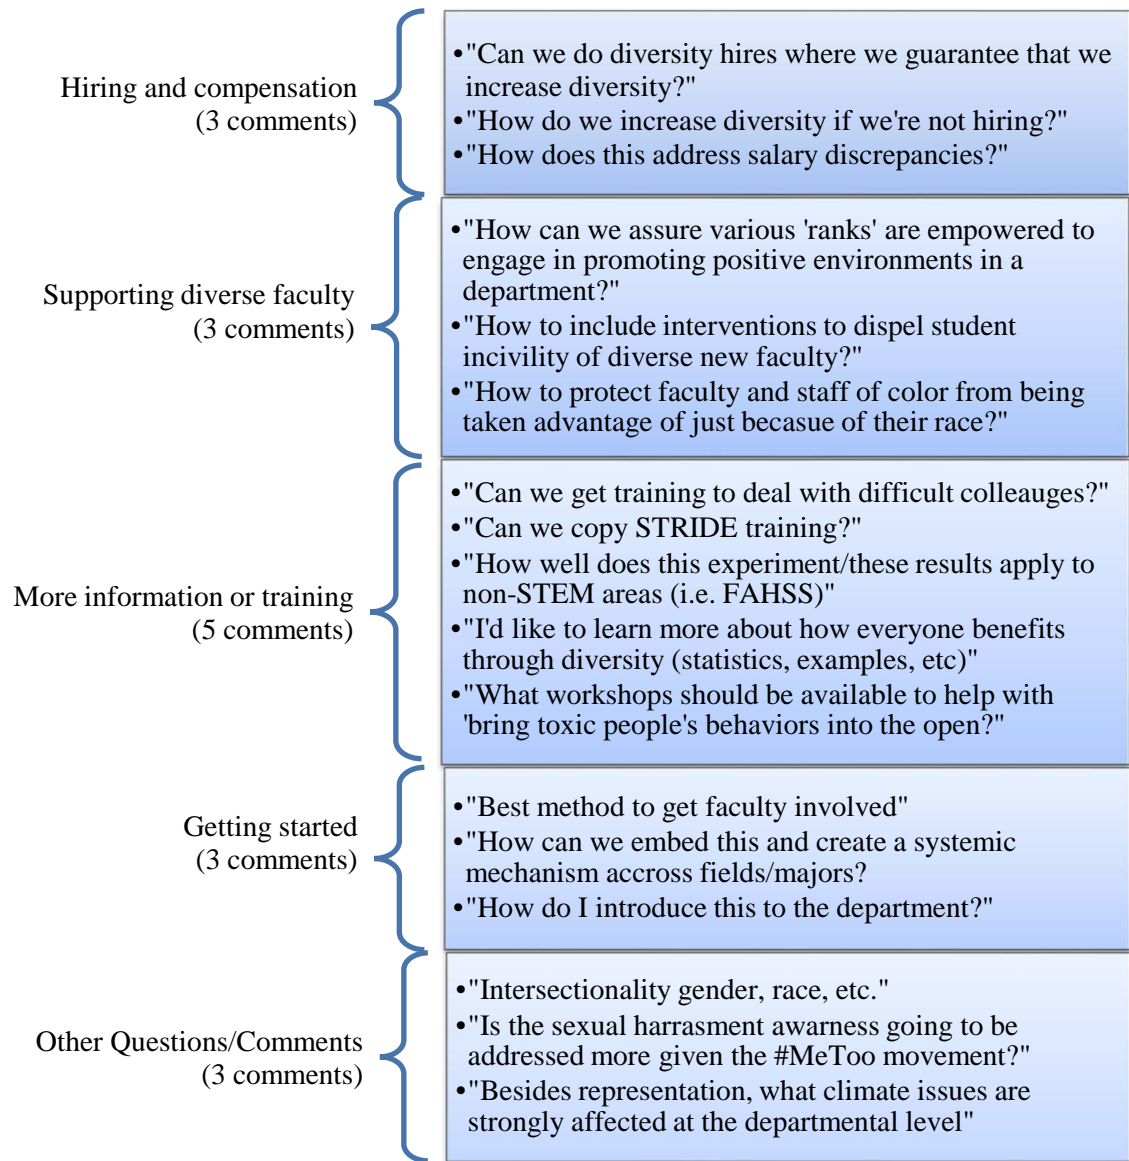 Hiring and compensation
(3 comments)
•"Can we do diversity hires where we guarantee that we
increase diversity?"
•"How do we increase diversity if we're not hiring?"
•"How does this address salary discrepancies?"
Supporting diverse faculty
(3 comments)
•"How can we assure various 'ranks' are empowered to
engage in promoting positive environments in a
department?"
•"How to include interventions to dispel student
incivility of diverse new faculty?"
•"How to protect faculty and staff of color from being
taken advantage of just becasue of their race?"
More information or training
(5 comments)
•"Can we get training to deal with difficult colleauges?"
•"Can we copy STRIDE training?"
•"How well does this experiment/these results apply to
non-STEM areas (i.e. FAHSS)"
•"I'd like to learn more about how everyone benefits
through diversity (statistics, examples, etc)"
•"What workshops should be available to help with
'bring toxic people's behaviors into the open?"
Getting started
(3 comments)
•"Best method to get faculty involved"
•"How can we embed this and create a systemic
mechanism accross fields/majors?
•"How do I introduce this to the department?"
Other Questions/Comments
(3 comments)
•"Intersectionality gender, race, etc."
•"Is the sexual harrasment awarness going to be
addressed more given the #MeToo movement?"
•"Besides representation, what climate issues are
strongly affected at the departmental level"